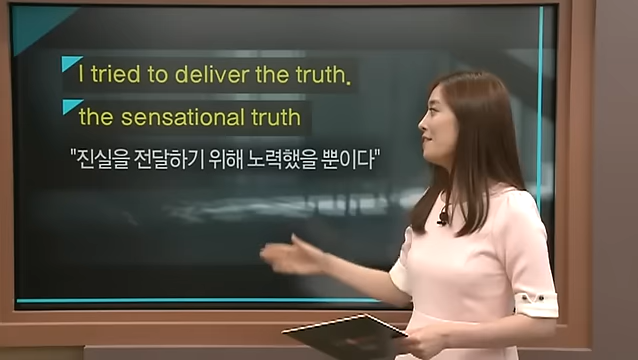 I tried to deliver the truth.
the sensational truth
"진실을 전달하기 위해 노력했을 뿐이다"